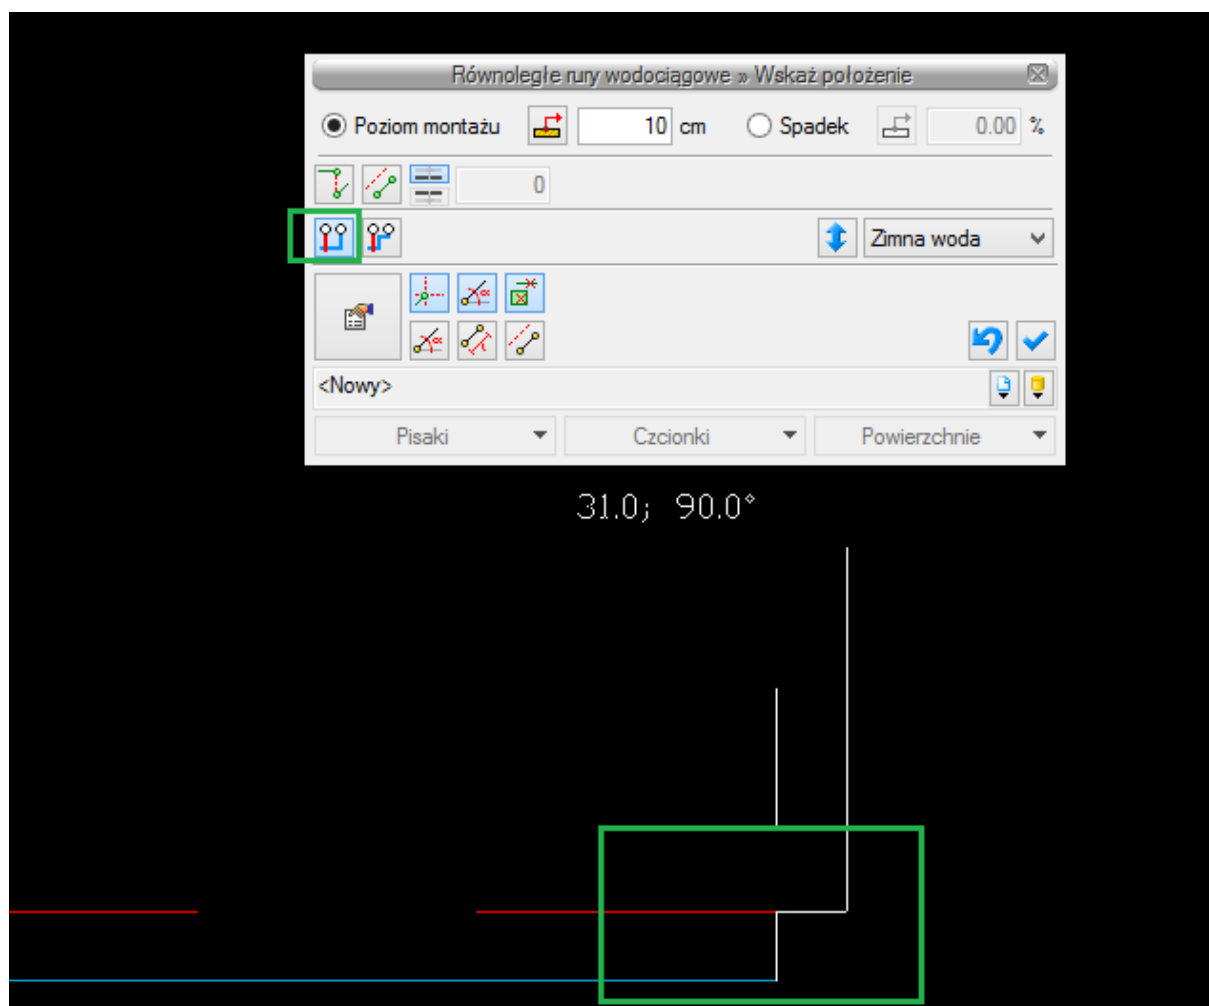 Równoległe rury wodociągowe » Wskaż położenie
Poziom montażu 10 cm Spadek 0.00 %
0
Zimna woda
<Nowy>
Pisaki Czcionki Powierzchnie
31.0; 90.0°